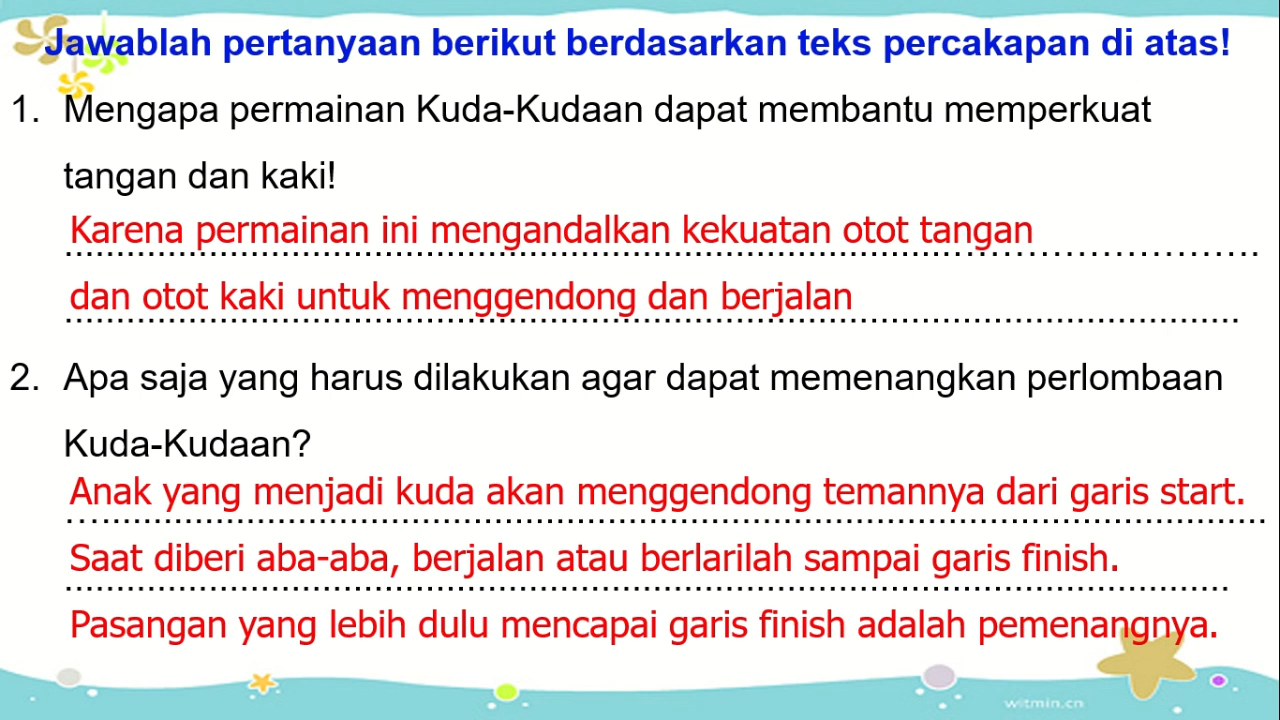 Jawablah pertanyaan berikut berdasarkan teks percakapan di atas!
1. Mengapa permainan Kuda-Kudaan dapat membantu memperkuat
tangan dan kaki!
Karena permainan ini mengandalkan kekuatan otot tangan
dan otot kaki untuk menggendong dan berjalan
2. Apa saja yang harus dilakukan agar dapat memenangkan perlombaan
Kuda-Kudaan?
Anak yang menjadi kuda akan menggendong temannya dari garis start.
Saat diberi aba-aba, berjalan atau berlarilah sampai garis finish.
Pasangan yang lebih dulu mencapai garis finish adalah pemenangnya.
witmin.cn